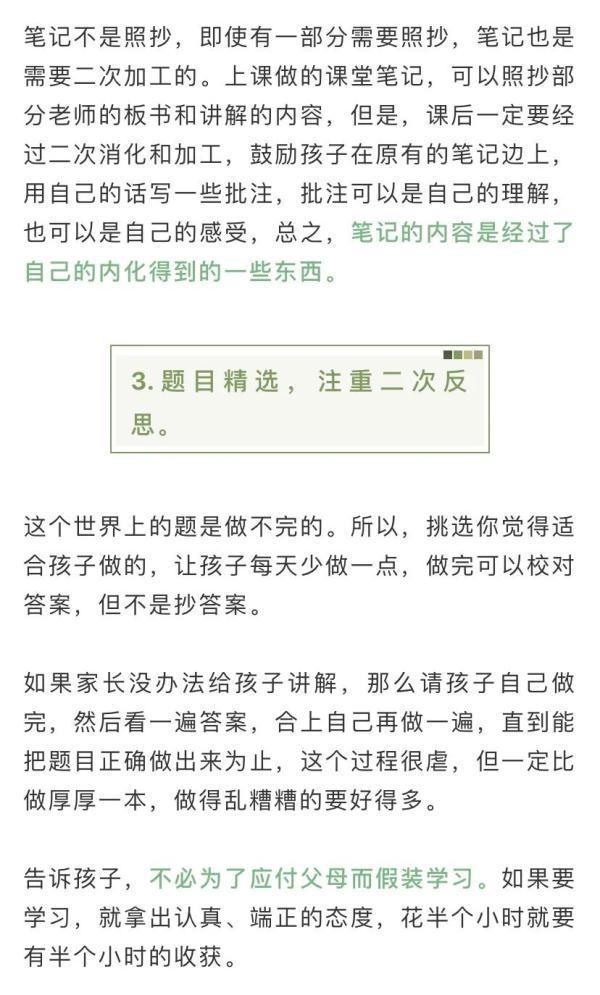 笔记不是照抄，即使有一部分需要照抄，笔记也是
需要二次加工的。上课做的课堂笔记，可以照抄部
分老师的板书和讲解的内容，但是，课后一定要经
过二次消化和加工，鼓励孩子在原有的笔记边上，
用自己的话写一些批注，批注可以是自己的理解，
也可以是自己的感受，总之，笔记的内容是经过了
自己的内化得到的一些东西。
3.题目精选，注重二次反
思。
这个世界上的题是做不完的。所以，挑选你觉得适
合孩子做的，让孩子每天少做一点，做完可以校对
答案，但不是抄答案。
如果家长没办法给孩子讲解，那么请孩子自己做
完，然后看一遍答案，合上自己再做一遍，直到能
把题目正确做出来为止，这个过程很虐，但一定比
做厚厚一本，做得乱糟糟的要好得多。
告诉孩子，不必为了应付父母而假装学习。如果要
学习，就拿出认真、端正的态度，花半个小时就要
有半个小时的收获。